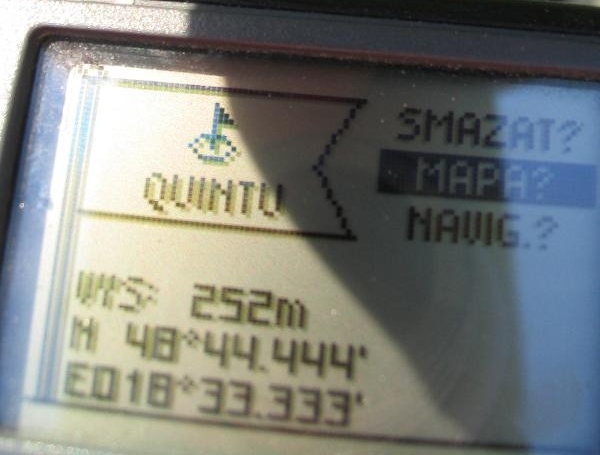 QUINTU
SMAZAT?
MAPA?
NAVIG.?
VYS: 252m
N 48°44.444'
E018°33.333'